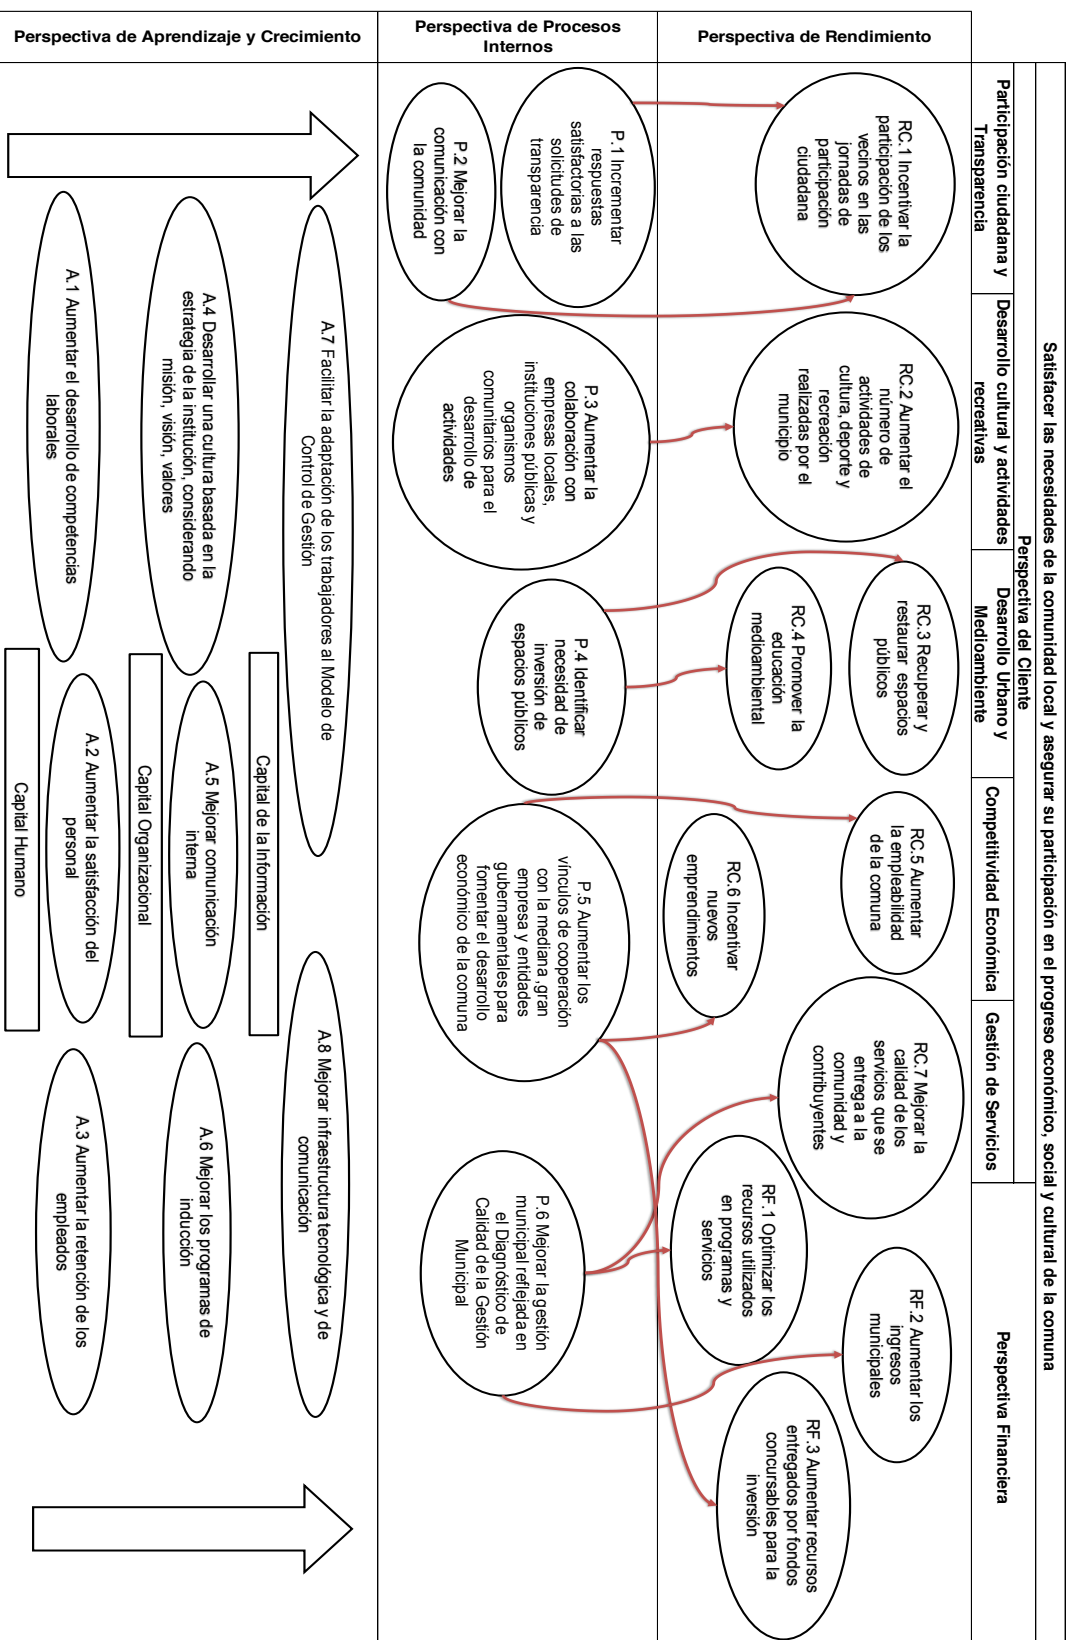 Satisfacer las necesidades de la comunidad local y asegurar su participación en el progreso económico, social y cultural de la comuna
Perspectiva del Cliente
Participación ciudadana y
Transparencia
Desarrollo cultural y actividades
recreativas
Desarrollo Urbano y
Medioambiente
Competitividad Económica
Gestión de Servicios
Perspectiva Financiera
Perspectiva de Rendimiento
RC.1 Incentivar la
participación de los
vecinos en las
jornadas de
participación
ciudadana
RC.2 Aumentar el
número de
actividades de
cultura, deporte y
recreación
realizadas por el
municipio
RC.3 Recuperar y
restaurar espacios
públicos
RC.4 Promover la
educación
medioambiental
RC.5 Aumentar
la empleabilidad
de la comuna
RC.6 Incentivar
nuevos
emprendimientos
RC.7 Mejorar la
calidad de los
servicios que se
entrega a la
comunidad y
contribuyentes
RF.1 Optimizar los
recursos utilizados
en programas y
servicios
RF.2 Aumentar los
ingresos
municipales
RF.3 Aumentar recursos
entregados por fondos
concursables para la
inversión
Perspectiva de Procesos
Internos
P.1 Incrementar
respuestas
satisfactorias a las
solicitudes de
transparencia
P.2 Mejorar la
comunicación con
la comunidad
P.3 Aumentar la
colaboración con
empresas locales,
instituciones públicas y
organismos
comunitarios para el
desarrollo de
actividades
P.4 Identificar
necesidad de
inversión de
espacios públicos
P.5 Aumentar los
vínculos de cooperación
con la mediana ,gran
empresa y entidades
gubernamentales para
fomentar el desarrollo
económico de la comuna
P.6 Mejorar la gestión
municipal reflejada en
el Diagnóstico de
Calidad de la Gestión
Municipal
Perspectiva de Aprendizaje y Crecimiento
A.7 Facilitar la adaptación de los trabajadores al Modelo de
Control de Gestión
A.8 Mejorar infraestructura tecnológica y de
comunicación
Capital de la Información
A.4 Desarrollar una cultura basada en la
estrategia de la institución, considerando
misión, visión, valores
A.5 Mejorar comunicación
interna
A.6 Mejorar los programas de
inducción
Capital Organizacional
A.1 Aumentar el desarrollo de competencias
laborales
A.2 Aumentar la satisfacción del
personal
A.3 Aumentar la retención de los
empleados
Capital Humano